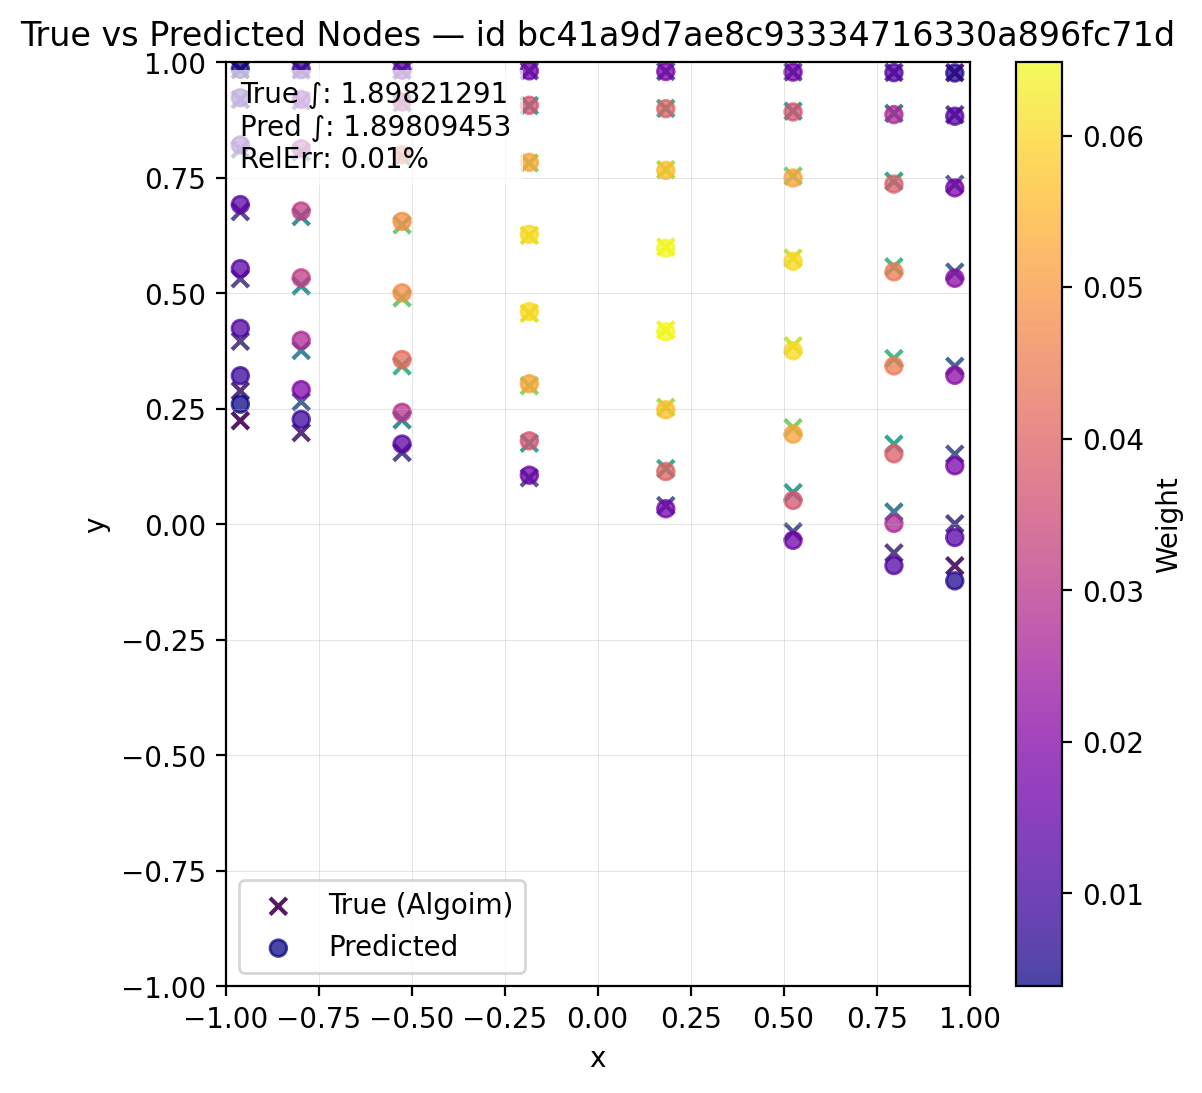 True vs Predicted Nodes — id bc41a9d7ae8c93334716330a896fc71d
True ∫: 1.89821291
Pred ∫: 1.89809453
RelErr: 0.01%
1.00
0.75
0.50
0.25
0.00
−0.25
−0.50
−0.75
−1.00
y
True (Algoim)
Predicted
−1.00 −0.75 −0.50 −0.25 0.00 0.25 0.50 0.75 1.00
x
0.06
0.05
0.04
0.03
0.02
0.01
Weight